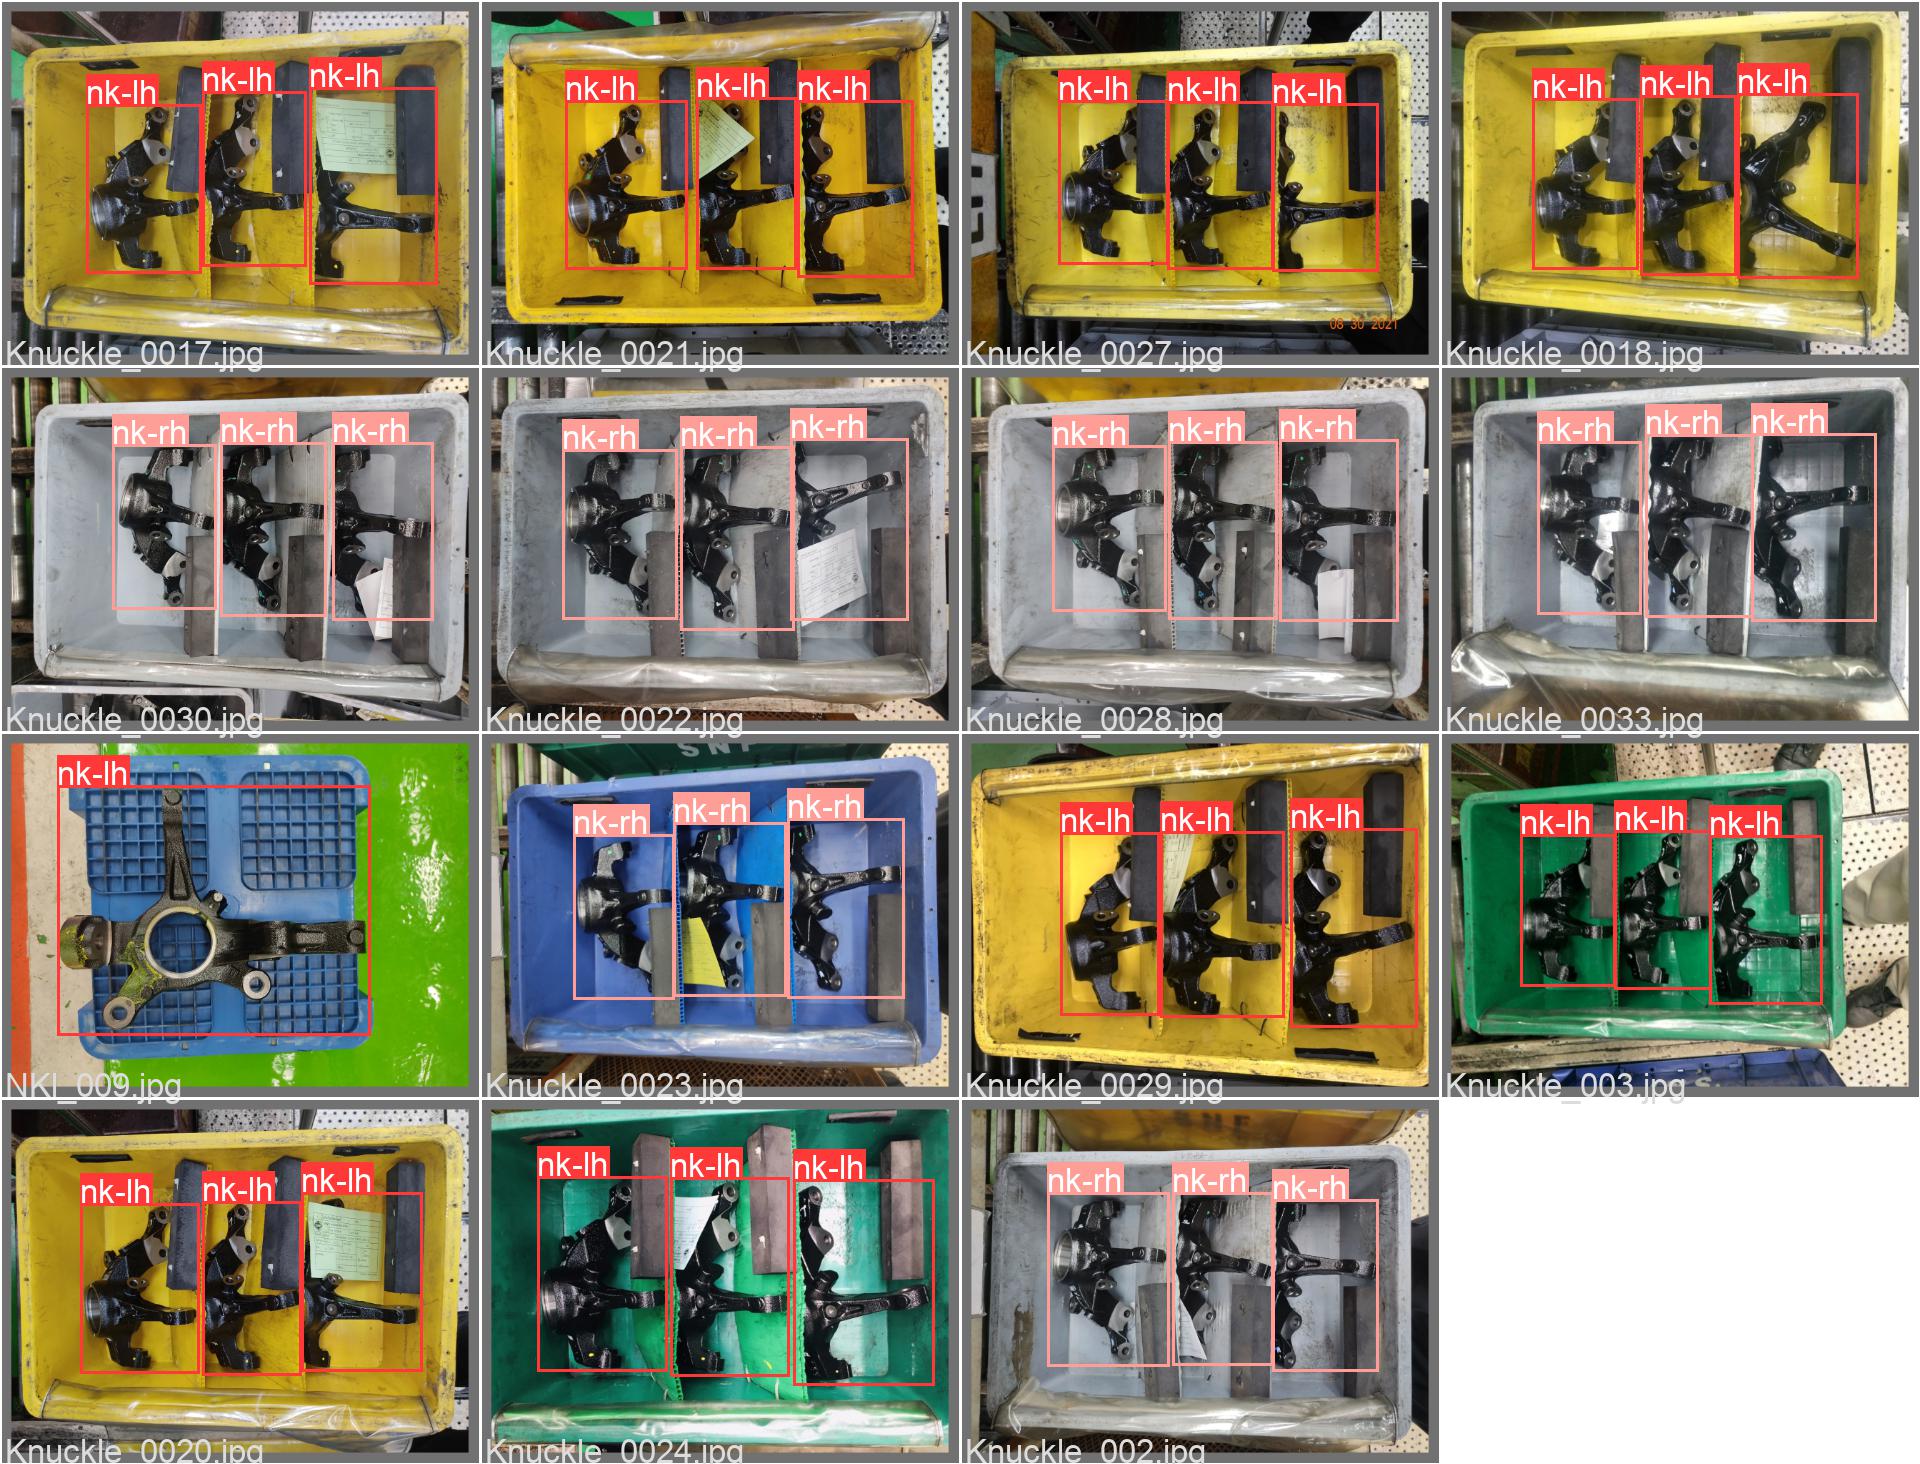 nk-lh nk-lh nk-lh
Knuckle_0017.jpg
nk-lh nk-lh nk-lh
Knuckle_0021.jpg
nk-lh nk-lh nk-lh
08 30 2021
Knuckle_0027.jpg
nk-lh nk-lh nk-lh
Knuckle_0018.jpg
nk-rh nk-rh nk-rh
Knuckle_0030.jpg
nk-rh nk-rh nk-rh
Knuckle_0022.jpg
nk-rh nk-rh nk-rh
Knuckle_0028.jpg
nk-rh nk-rh nk-rh
Knuckle_0033.jpg
nk-lh
NKl_009.jpg
nk-rh nk-rh nk-rh
Knuckle_0023.jpg
nk-lh nk-lh nk-lh
Knuckle_0029.jpg
nk-lh nk-lh nk-lh
Knuckle_003.jpg
nk-lh nk-lh nk-lh
Knuckle_0020.jpg
nk-lh nk-lh nk-lh
Knuckle_0024.jpg
nk-rh nk-rh nk-rh
Knuckle_002.jpg